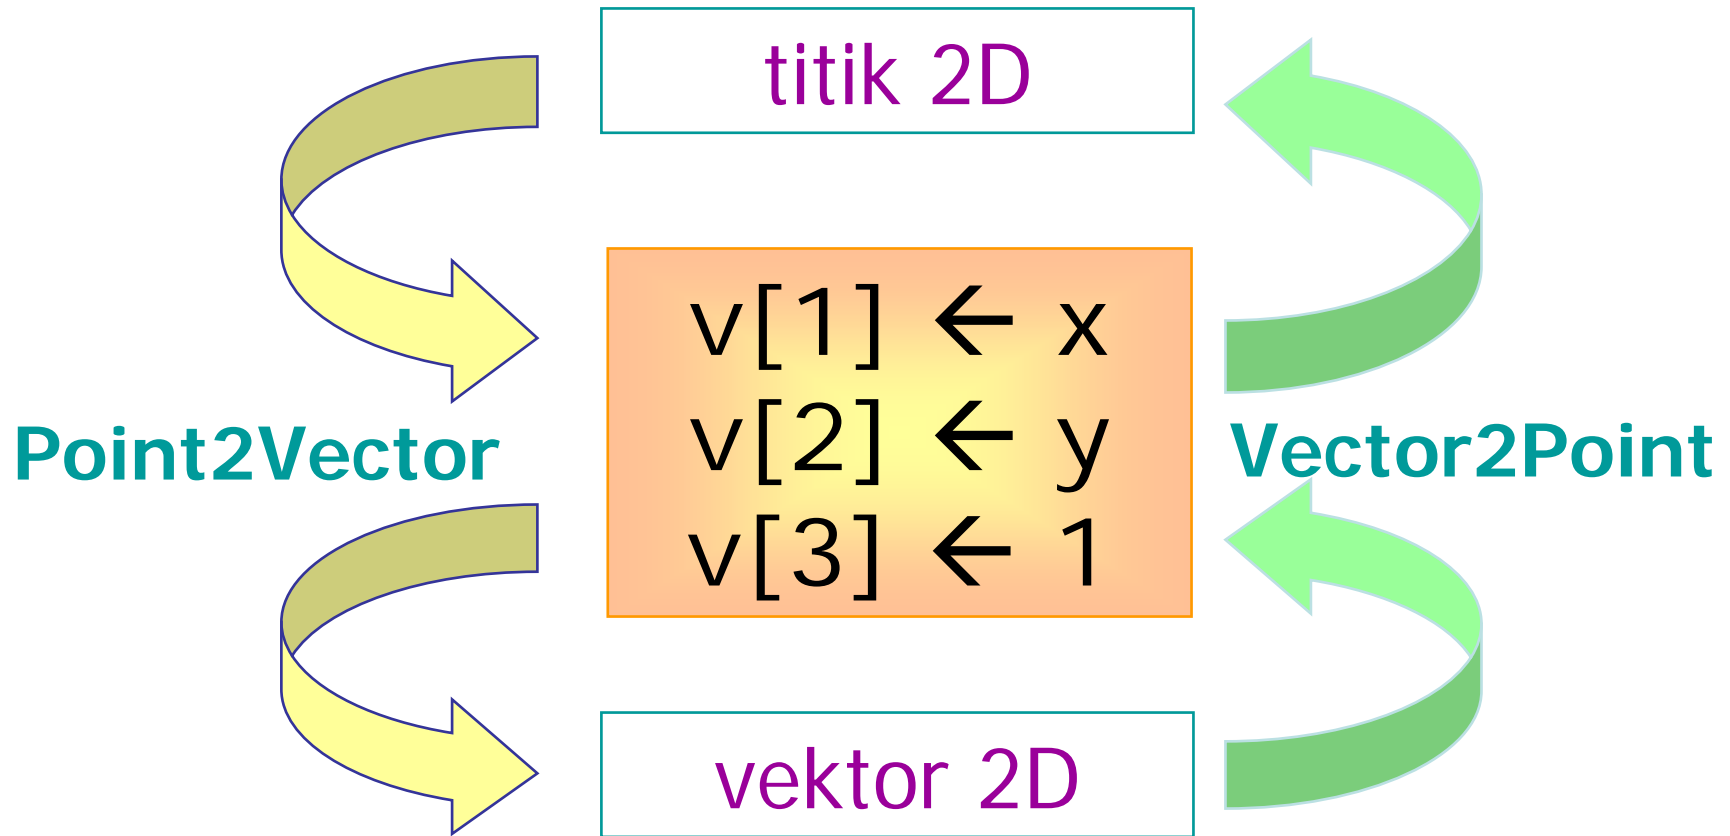 titik 2D
v[1] ← x
v[2] ← y
v[3] ← 1
Point2Vector
Vector2Point
vektor 2D